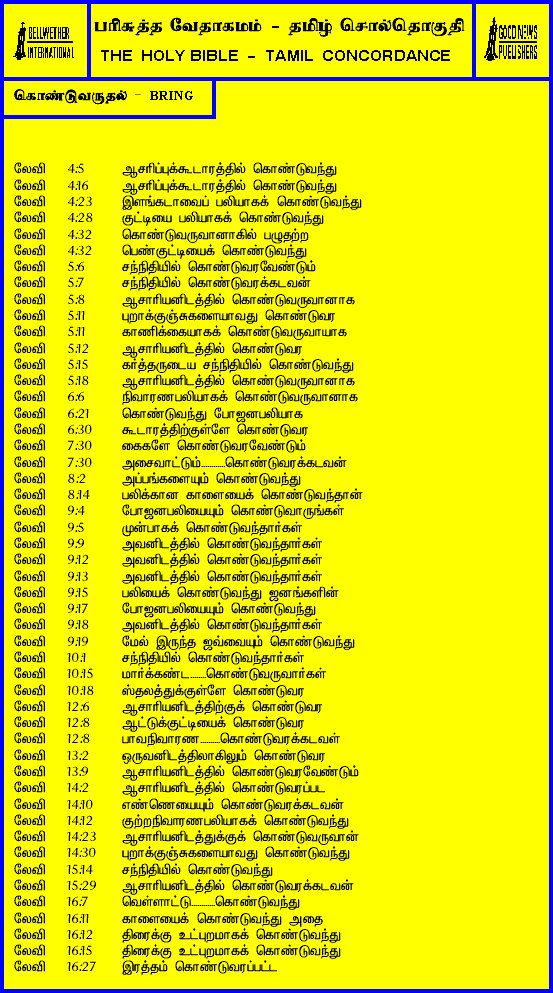 BELLWETHER
INTERNATIONAL
பரிசுத்த வேதாகமம் - தமிழ் சொல்தொகுதி
THE HOLY BIBLE - TAMIL CONCORDANCE
GOOD NEWS
PUBLISHERS
கொண்டுவருதல் - BRING
லேவி 4:5 ஆசரிப்புக்கூடாரத்தில் கொண்டுவந்து
லேவி 4:16 ஆசரிப்புக்கூடாரத்தில் கொண்டுவந்து
லேவி 4:23 இளங்கடாவைப் பலியாகக் கொண்டுவந்து
லேவி 4:28 குட்டியை பலியாகக் கொண்டுவந்து
லேவி 4:32 கொண்டுவருவானாகில் பழுதற்ற
லேவி 4:32 பெண்குட்டியைக் கொண்டுவந்து
லேவி 5:6 சந்நிதியில் கொண்டுவரவேண்டும்
லேவி 5:7 சந்நிதியில் கொண்டுவரக்கடவன்
லேவி 5:8 ஆசாரியனிடத்தில் கொண்டுவருவானாக
லேவி 5:11 புறாக்குஞ்சுகளையாவது கொண்டுவர
லேவி 5:11 காணிக்கையாகக் கொண்டுவருவாயாக
லேவி 5:12 ஆசாரியனிடத்தில் கொண்டுவர
லேவி 5:15 கர்த்தருடைய சந்நிதியில் கொண்டுவந்து
லேவி 5:18 ஆசாரியனிடத்தில் கொண்டுவருவானாக
லேவி 6:6 நிவாரணபலியாகக் கொண்டுவருவானாக
லேவி 6:21 கொண்டுவந்து போஜனபலியாக
லேவி 6:30 கூடாரத்திற்குள்ளே கொண்டுவர
லேவி 7:30 கைகளே கொண்டுவரவேண்டும்
லேவி 7:30 அசைவாட்டும்...........கொண்டுவரக்கடவன்
லேவி 8:2 அப்பங்களையும் கொண்டுவந்து
லேவி 8:14 பலிக்கான காளையைக் கொண்டுவந்தான்
லேவி 9:4 போஜனபலியையும் கொண்டுவாருங்கள்
லேவி 9:5 முன்பாகக் கொண்டுவந்தார்கள்
லேவி 9:9 அவனிடத்தில் கொண்டுவந்தார்கள்
லேவி 9:12 அவனிடத்தில் கொண்டுவந்தார்கள்
லேவி 9:13 அவனிடத்தில் கொண்டுவந்தார்கள்
லேவி 9:15 பலியைக் கொண்டுவந்து ஜனங்களின்
லேவி 9:17 போஜனபலியையும் கொண்டுவந்து
லேவி 9:18 அவனிடத்தில் கொண்டுவந்தார்கள்
லேவி 9:19 மேல் இருந்த ஜவ்வையும் கொண்டுவந்து
லேவி 10:1 சந்நிதியில் கொண்டுவந்தார்கள்
லேவி 10:15 மார்க்கண்ட.......கொண்டுவருவார்கள்
லேவி 10:18 ஸ்தலத்துக்குள்ளே கொண்டுவர
லேவி 12:6 ஆசாரியனிடத்திற்குக் கொண்டுவர
லேவி 12:8 ஆட்டுக்குட்டியைக் கொண்டுவர
லேவி 12:8 பாவநிவாரண.........கொண்டுவரக்கடவள்
லேவி 13:2 ஒருவனிடத்திலாகிலும் கொண்டுவர
லேவி 13:9 ஆசாரியனிடத்தில் கொண்டுவரவேண்டும்
லேவி 14:2 ஆசாரியனிடத்தில் கொண்டுவரப்பட
லேவி 14:10 எண்ணெயையும் கொண்டுவரக்கடவன்
லேவி 14:12 குற்றநிவாரணபலியாகக் கொண்டுவந்து
லேவி 14:23 ஆசாரியனிடத்துக்குக் கொண்டுவருவான்
லேவி 14:30 புறாக்குஞ்சுகளையாவது கொண்டுவந்து
லேவி 15:14 சந்நிதியில் கொண்டுவந்து
லேவி 15:29 ஆசாரியனிடத்தில் கொண்டுவரக்கடவன்
லேவி 16:7 வெள்ளாட்டு...........கொண்டுவந்து
லேவி 16:11 காளையைக் கொண்டுவந்து அதை
லேவி 16:12 திரைக்கு உட்புறமாகக் கொண்டுவந்து
லேவி 16:15 திரைக்கு உட்புறமாகக் கொண்டுவந்து
லேவி 16:27 இரத்தம் கொண்டுவரப்பட்ட